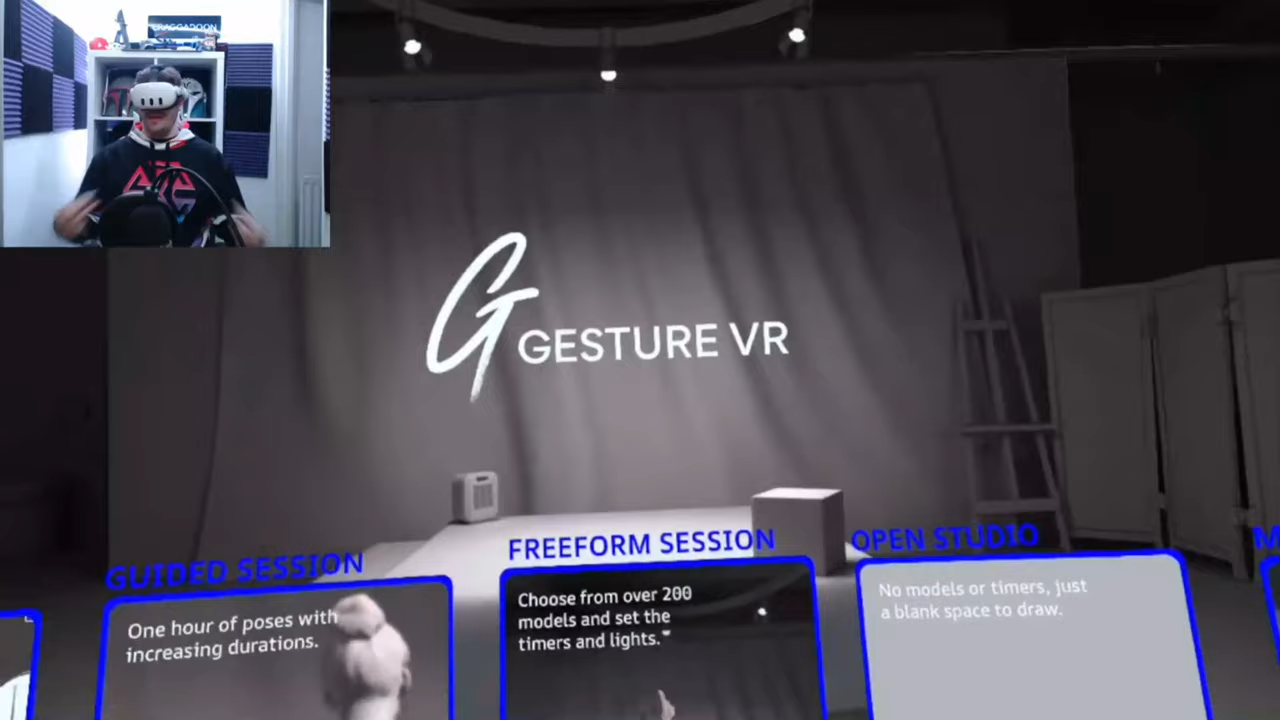 GESTURE VR
GUIDED SESSION
One hour of poses with
increasing durations.
FREEFORM SESSION
Choose from over 200
models and set the
timers and lights.
OPEN STUDIO
No models or timers, just
a blank space to draw.